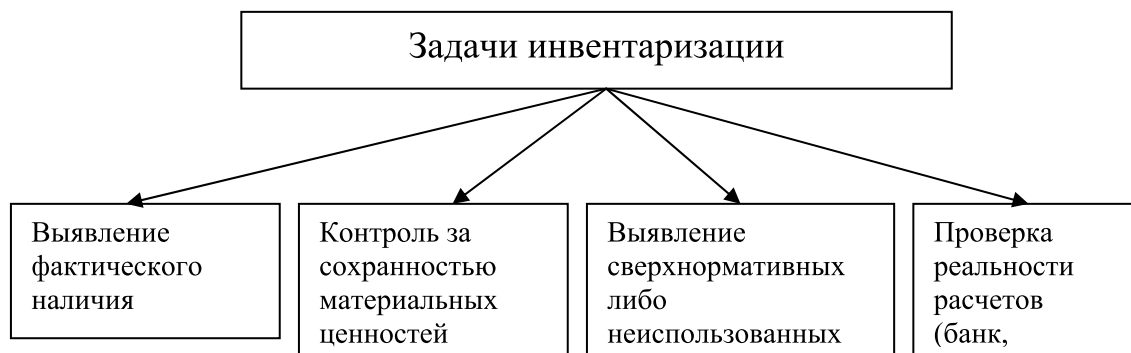 Задачи инвентаризации
Выявление
фактического
наличия
Контроль за
сохранностью
материальных
ценностей
Выявление
сверхнормативных
либо
неиспользованных
Проверка
реальности
расчетов
(банк,